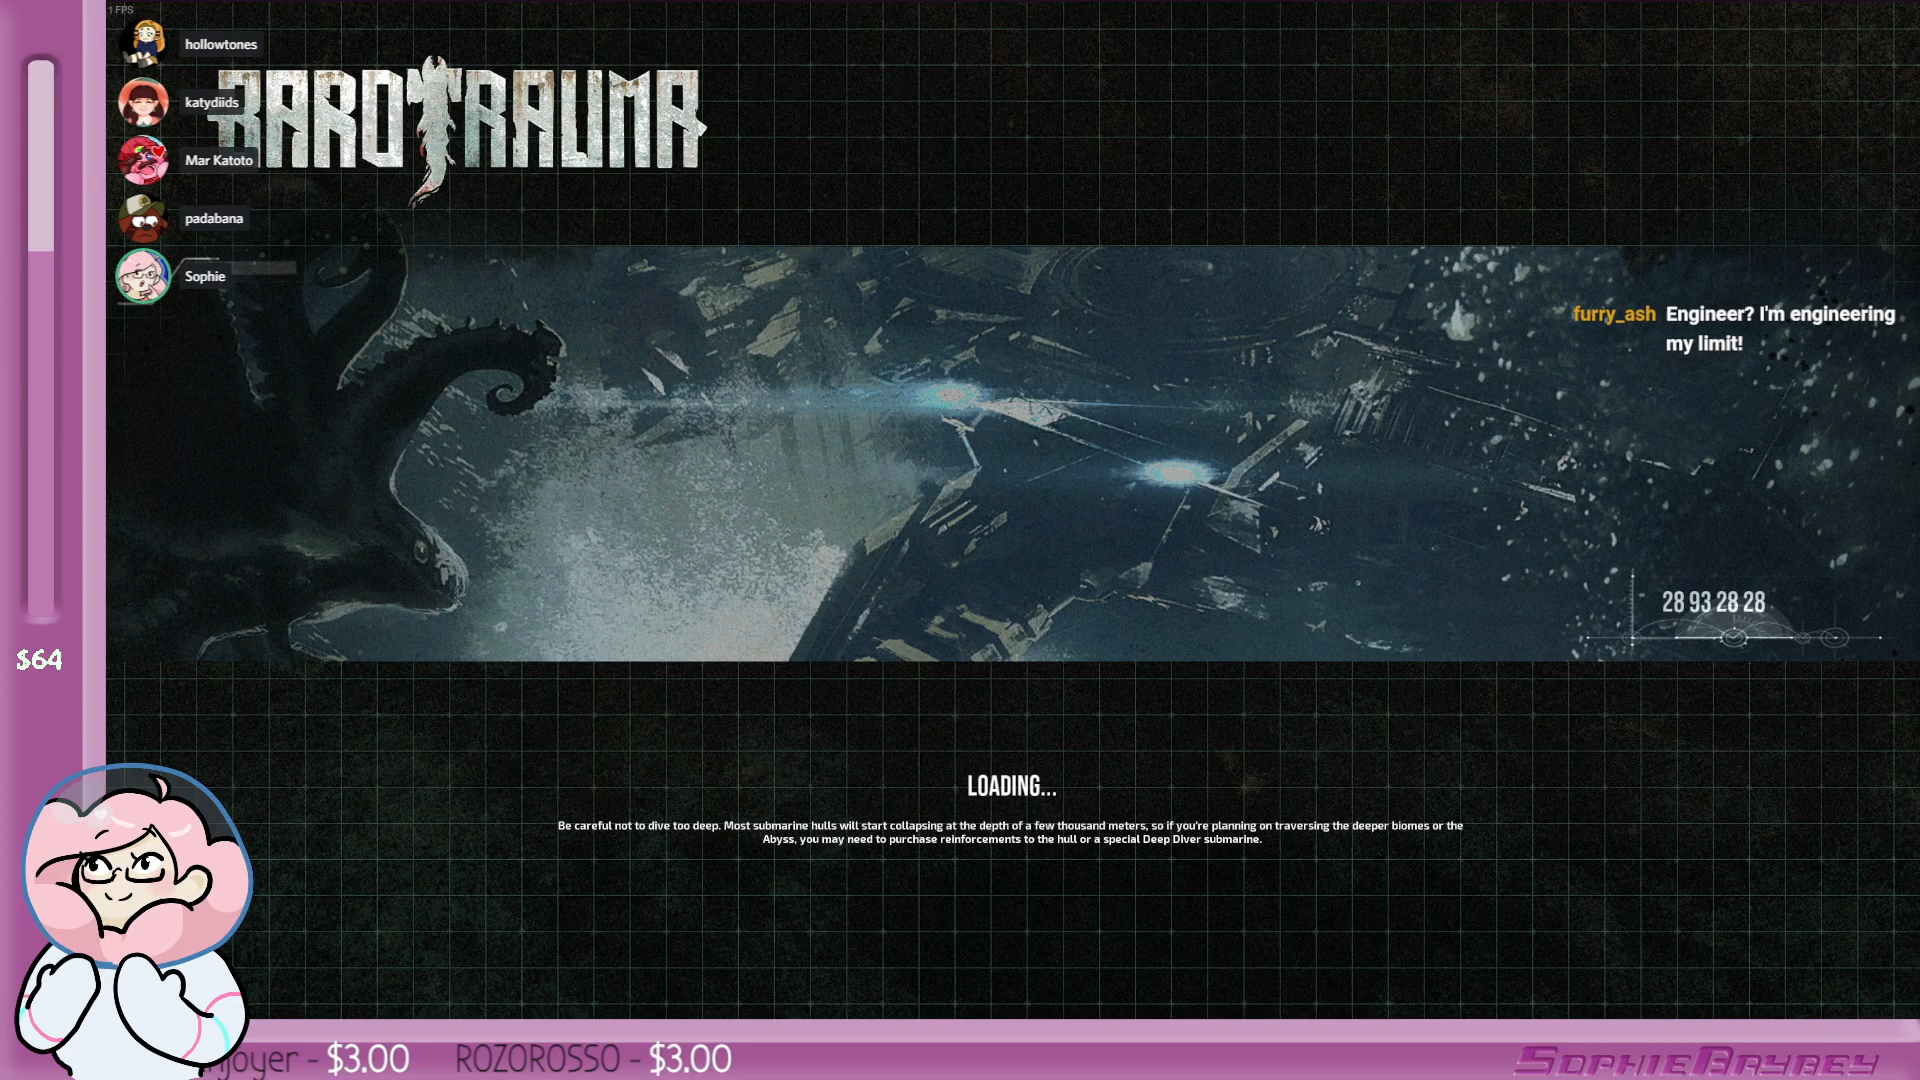 1 FPS
hollowtones
BAROTRAUMA
katydiids
Mar Katoto
padabana
Sophie
furry_ash Engineer? I'm engineering
my limit!
28 93 28 28
$64
LOADING...
Be careful not to dive too deep. Most submarine hulls will start collapsing at the depth of a few thousand meters, so if you're planning on traversing the deeper biomes or the
Abyss, you may need to purchase reinforcements to the hull or a special Deep Diver submarine.
- $3.00 ROZOROSSO - $3.00
SOPHIEBAYBEY